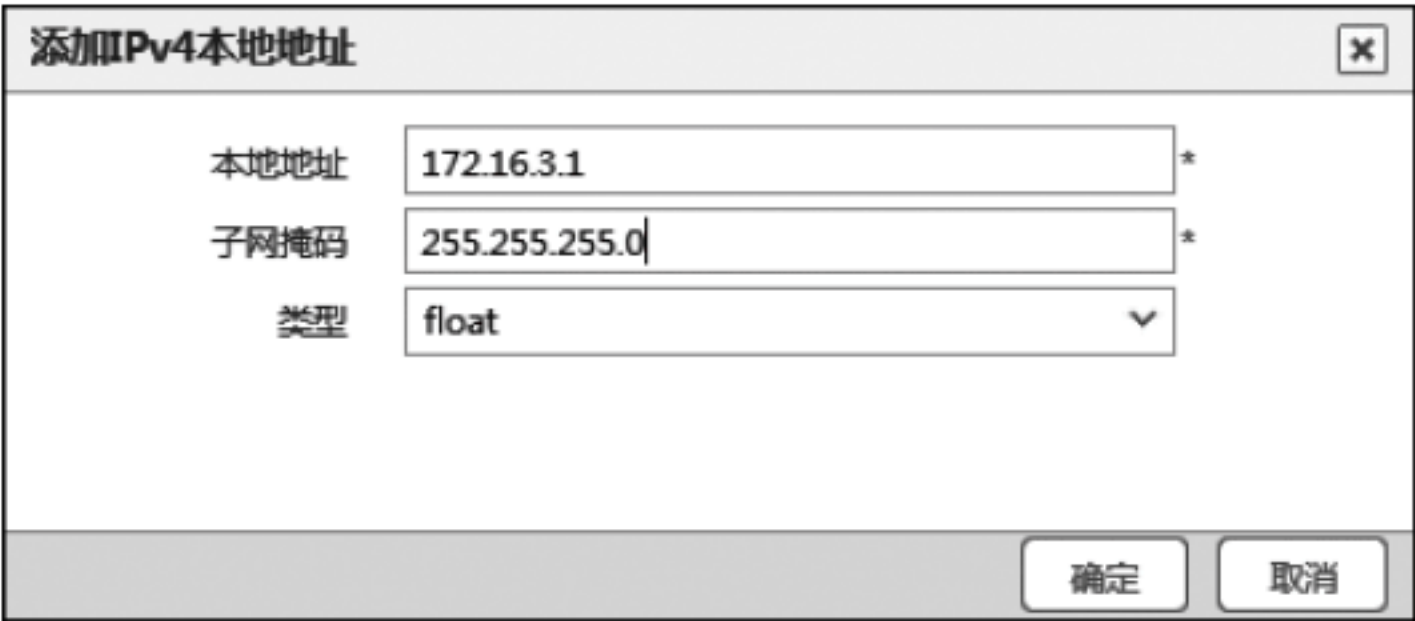 添加IPv4本地地址
本地地址 172.16.3.1 *
子网掩码 255.255.255.0 *
类型 float
确定 取消